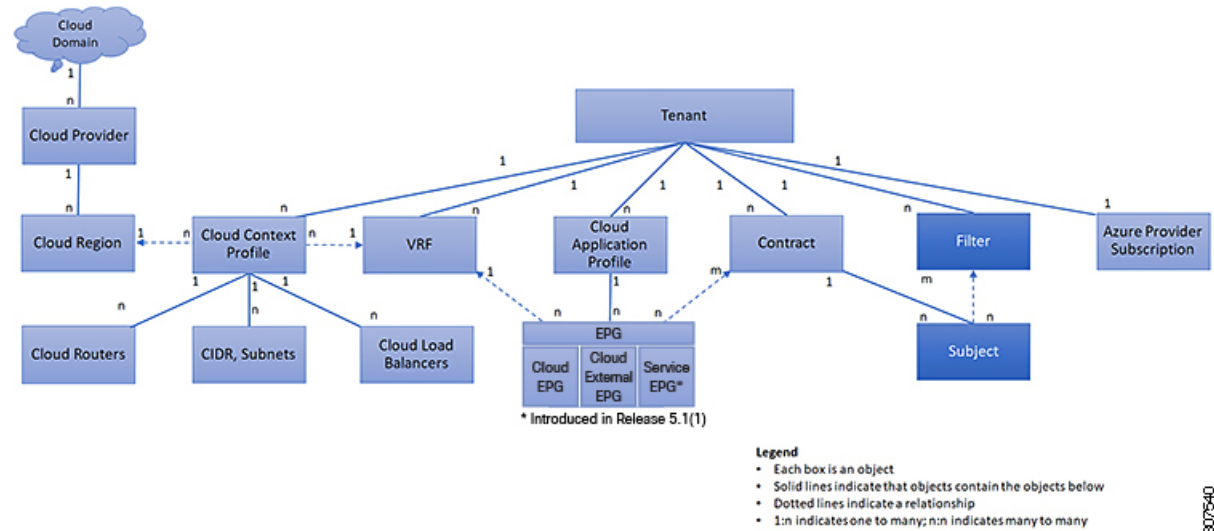 Cloud
Domain
1
n
Cloud Provider
Tenant
1
n
1
n
1
n
1
n
1
n
1
n
1
n
1
1
Cloud Region
1
n
Cloud Context
Profile
n
1
VRF
Cloud
Application
Profile
Contract
Filter
Azure Provider
Subscription
1
n
1
n
1
n
1
n
1
n
m
n
1
n
m
n
Cloud Routers
CIDR, Subnets
Cloud Load
Balancers
EPG
Cloud
EPG
Cloud
External
EPG
Service
EPG*
Subject
* Introduced in Release 5.1(1)
Legend
• Each box is an object
• Solid lines indicate that objects contain the objects below
• Dotted lines indicate a relationship
• 1:n indicates one to many; n:n indicates many to many
307540